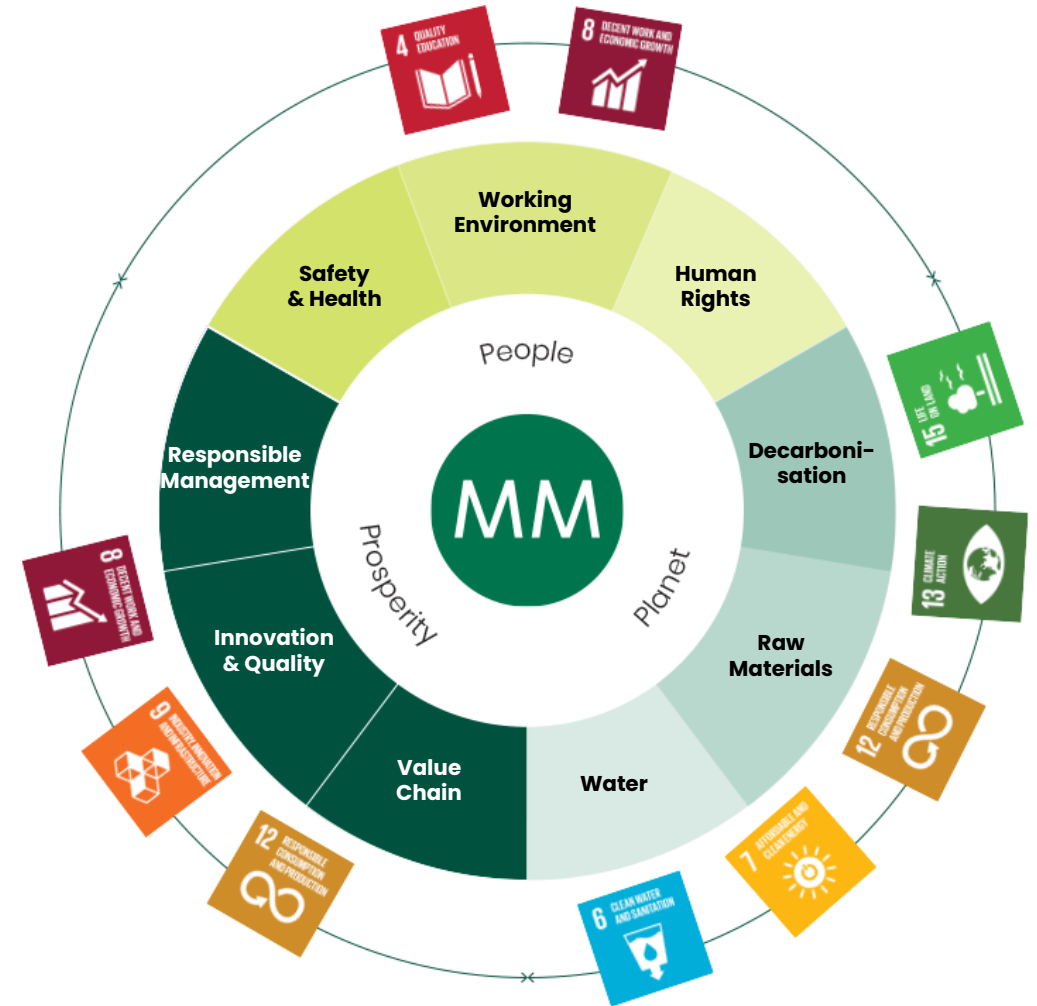 4 QUALITY
EDUCATION
8 DECENT WORK AND
ECONOMIC GROWTH
Working
Environment
Safety
& Health
Human
Rights
People
15 LIFE
ON LAND
Responsible
Management
Decarboni-
sation
MM
Prosperity
Planet
13 CLIMATE
ACTION
8 DECENT WORK AND
ECONOMIC GROWTH
Innovation
& Quality
Raw
Materials
12 RESPONSIBLE
CONSUMPTION
AND PRODUCTION
9 INDUSTRY, INNOVATION
AND INFRASTRUCTURE
Value
Chain
Water
7 AFFORDABLE AND
CLEAN ENERGY
12 RESPONSIBLE
CONSUMPTION
AND PRODUCTION
6 CLEAN WATER
AND SANITATION